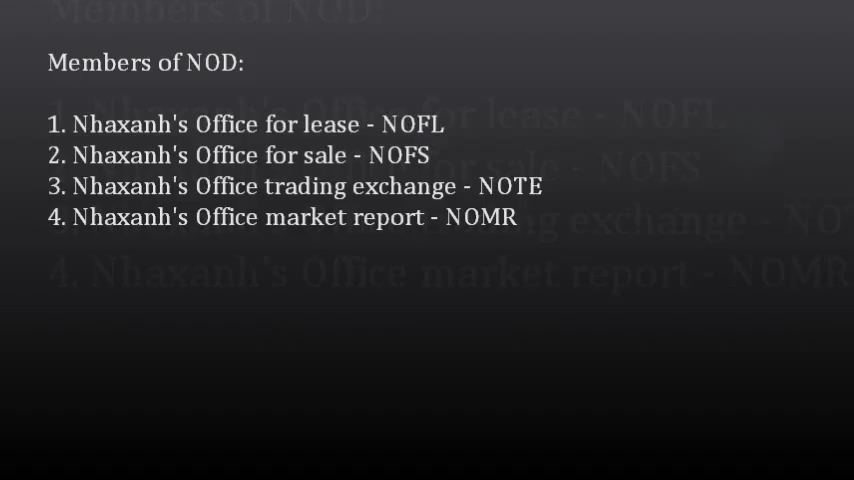 Members of NOD:
1. Nhaxanh's Office for lease - NOFL
2. Nhaxanh's Office for sale - NOFS
3. Nhaxanh's Office trading exchange - NOTE
4. Nhaxanh's Office market report - NOMR